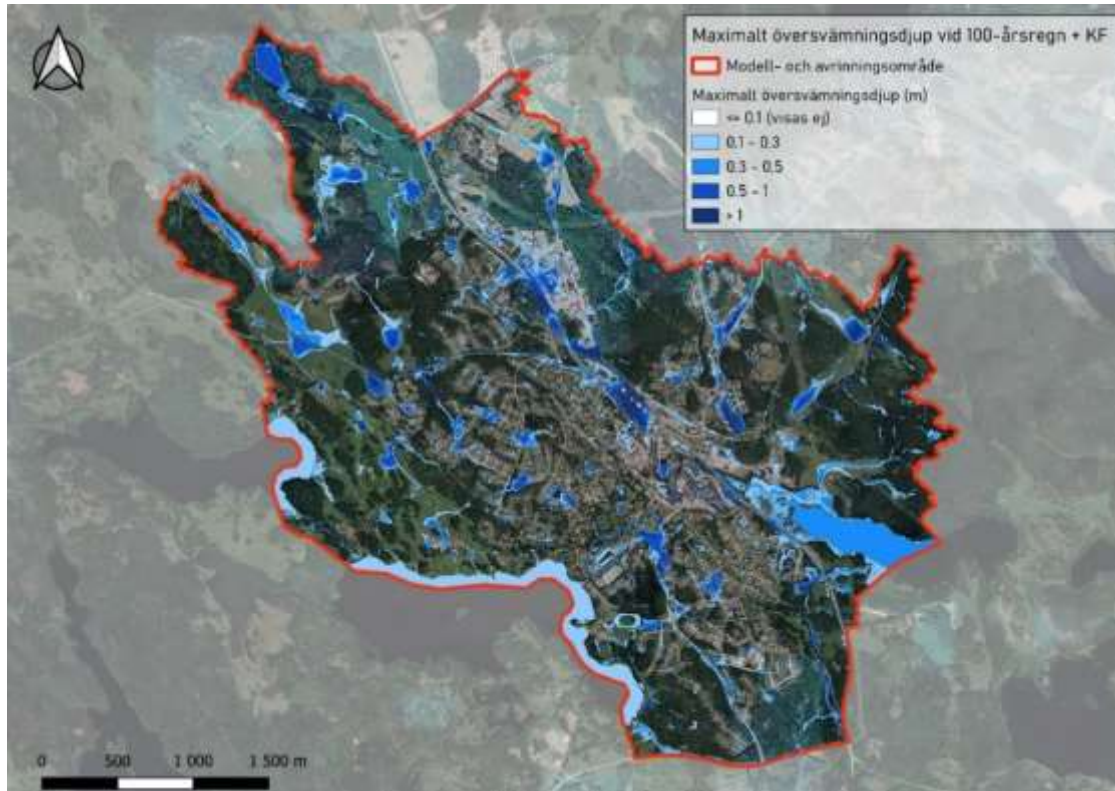 Maximalt översvämningsdjup vid 100-årsregn + KF
Modell- och avrinningsområde
Maximalt översvämningsdjup (m)
<= 0.1 (visas ej)
0.1 - 0.3
0.3 - 0.5
0.5 - 1
> 1
0 500 1 000 1 500 m